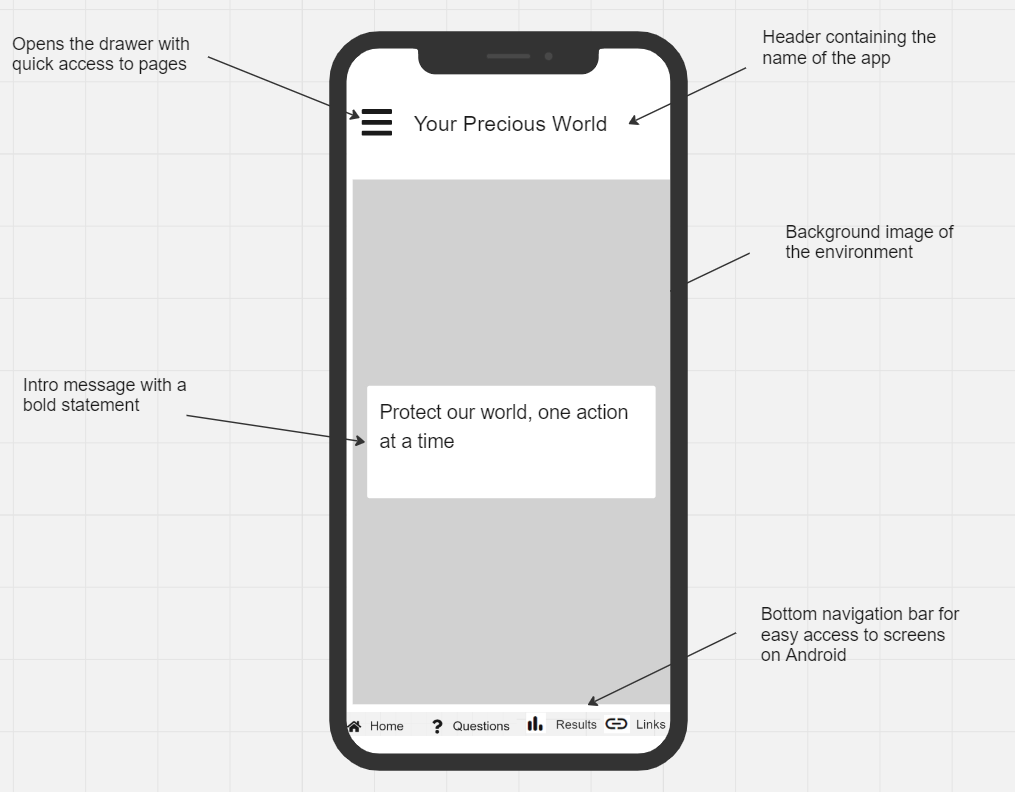 Opens the drawer with
quick access to pages
Header containing the
name of the app
Your Precious World
Background image of
the environment
Intro message with a
bold statement
Protect our world, one action
at a time
Bottom navigation bar for
easy access to screens
on Android
Home Questions Results Links